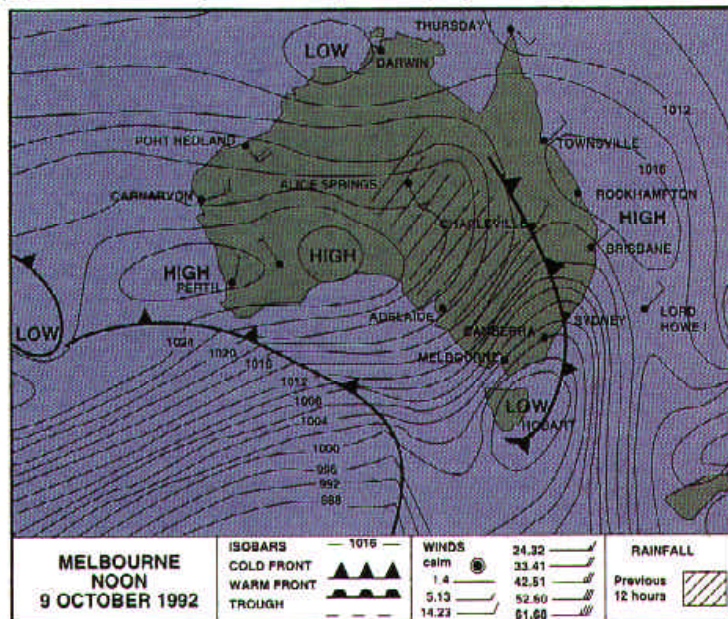 THURSDAY I
LOW
DARWIN
1012
PORT HEDLAND
TOWNSVILLE
1016
ALICE SPRINGS
CARNARVON
ROCKHAMPTON
CHARLEVILLE
HIGH
BRISBANE
HIGH
HIGH
PERTIL
LOW
ADELAIDE
SYDNEY
LORD
HOWE I
CANBERRA
MELBOURNE
1024
1020
1016
1012
1008
1004
1000
996
992
988
LOW
HOBART
MELBOURNE
NOON
9 OCTOBER 1992
ISOBARS 1016
COLD FRONT
WARM FRONT
TROUGH
WINDS
calm
1.4
5.13
14.23
24.32
33.41
42.51
52.60
61.68
RAINFALL
Previous
12 hours